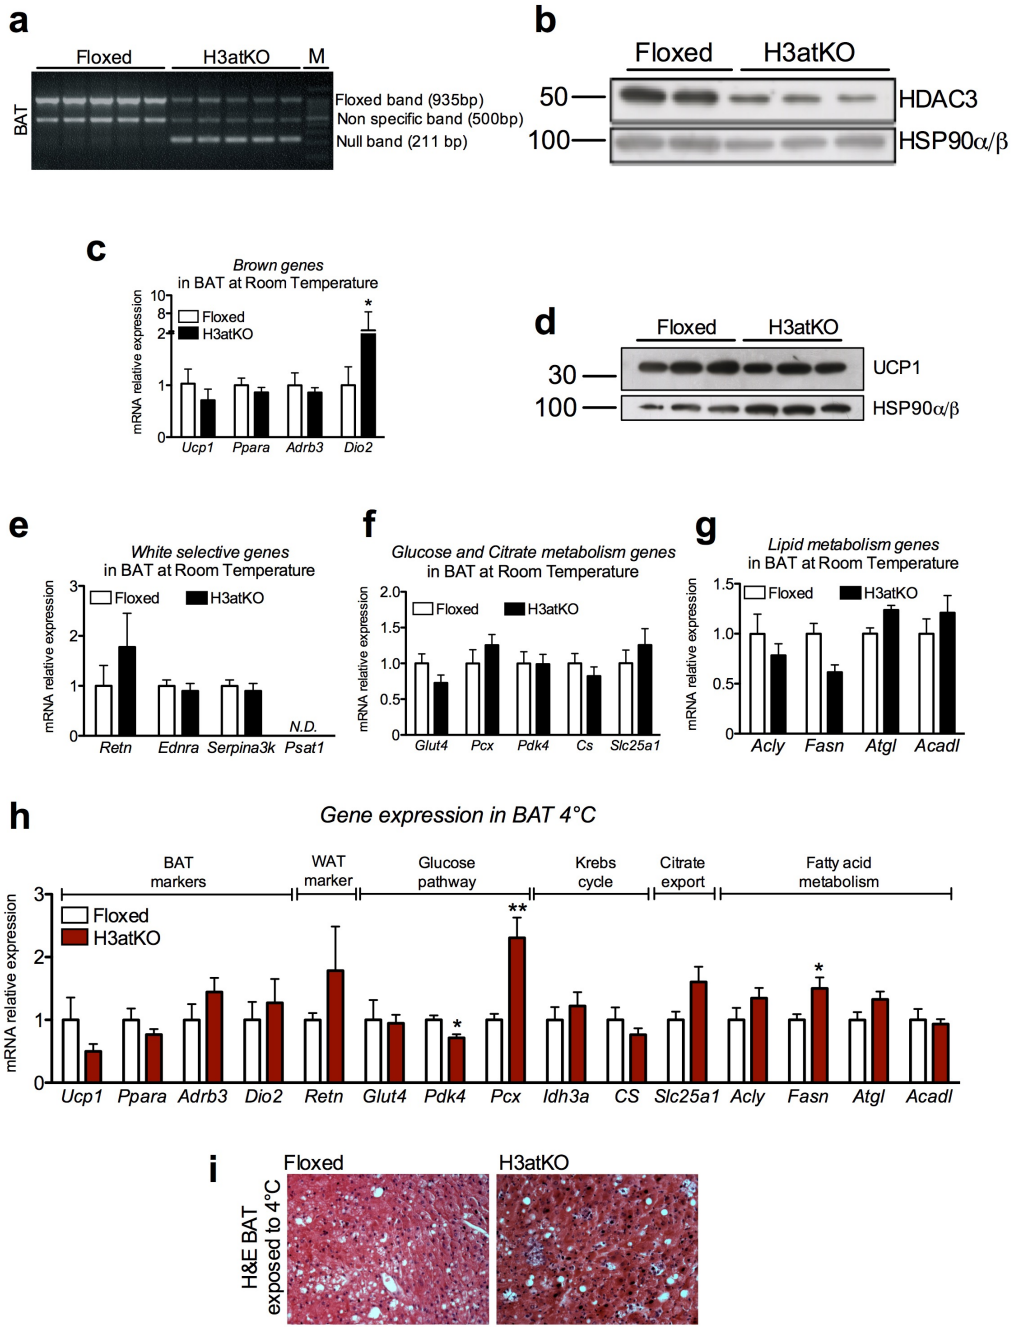 a
Floxed H3atKO M
BAT
Floxed band (935bp)
Non specific band (500bp)
Null band (211 bp)
b
Floxed H3atKO
50
HDAC3
100
HSP90α/β
c
Brown genes
in BAT at Room Temperature
mRNA relative expression
10
8
2
1
0
Floxed
H3atKO
*
Ucp1 Ppara Adrb3 Dio2
d
Floxed H3atKO
30
UCP1
100
HSP90α/β
e
White selective genes
in BAT at Room Temperature
mRNA relative expression
3
2
1
0
Floxed H3atKO
N.D.
Retn Ednra Serpina3k Psat1
f
Glucose and Citrate metabolism genes
in BAT at Room Temperature
mRNA relative expression
2.0
1.5
1.0
0.5
0
Floxed H3atKO
Glut4 Pcx Pdk4 Cs Slc25a1
g
Lipid metabolism genes
in BAT at Room Temperature
mRNA relative expression
1.5
1.0
0.5
0
Floxed H3atKO
Acly Fasn Atgl Acadl
h
Gene expression in BAT 4°C
BAT
markers
WAT
marker
Glucose
pathway
Krebs
cycle
Citrate
export
Fatty acid
metabolism
mRNA relative expression
3
2
1
0
Floxed
H3atKO
*
**
*
Ucp1 Ppara Adrb3 Dio2 Retn Glut4 Pdk4 Pcx Idh3a CS Slc25a1 Acly Fasn Atgl Acadl
i
Floxed H3atKO
H&E BAT
exposed to 4°C